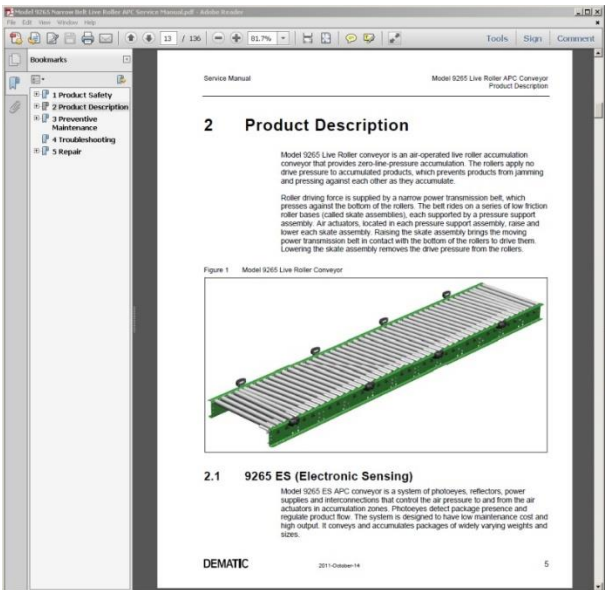 Model 9265 Narrow Belt Live Roller APC Service Manual.pdf - Adobe Reader
File Edit View Window Help
13 / 136 81.7% Tools Sign Comment
Bookmarks
1 Product Safety
2 Product Description
3 Preventive
Maintenance
4 Troubleshooting
5 Repair
Service Manual
Model 9265 Live Roller APC Conveyor
Product Description
2 Product Description
Model 9265 Live Roller conveyor is an air-operated live roller accumulation
conveyor that provides zero-line-pressure accumulation. The rollers apply no
drive pressure to accumulated products, which prevents products from jamming
and pressing against each other as they accumulate.
Roller driving force is supplied by a narrow power transmission belt, which
presses against the bottom of the rollers. The belt rides on a series of low friction
roller bases (called skate assemblies), each supported by a pressure support
assembly. Air actuators, located in each pressure support assembly, raise and
lower each skate assembly. Raising the skate assembly brings the moving
power transmission belt in contact with the bottom of the rollers to drive them.
Lowering the skate assembly removes the drive pressure from the rollers.
Figure 1 Model 9265 Live Roller Conveyor
2.1 9265 ES (Electronic Sensing)
Model 9265 ES APC conveyor is a system of photoeyes, reflectors, power
supplies and interconnections that control the air pressure to and from the air
actuators in accumulation zones. Photoeyes detect package presence and
regulate product flow. The system is designed to have low maintenance cost and
high output. It conveys and accumulates packages of widely varying weights and
sizes.
DEMATIC 2011-October-14 5